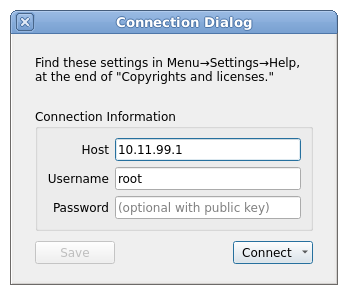 Connection Dialog
Find these settings in Menu→Settings→Help,
at the end of "Copyrights and licenses."
Connection Information
Host 10.11.99.1
Username root
Password (optional with public key)
Save Connect